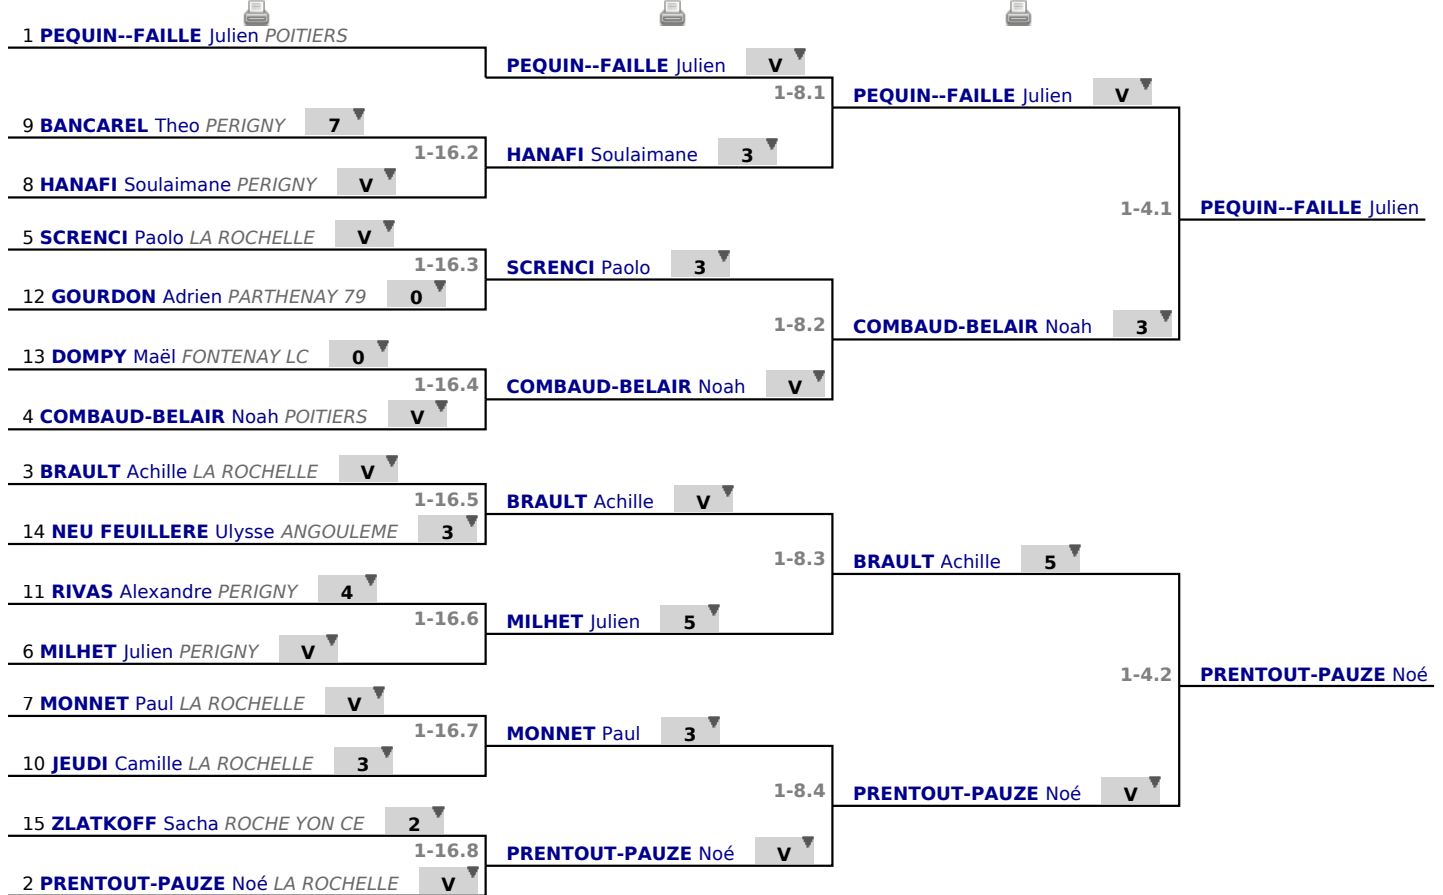 1 PEQUIN--FAILLE Julien POITIERS
PEQUIN--FAILLE Julien V
1-8.1
PEQUIN--FAILLE Julien V
9 BANCAREL Theo PERIGNY 7
1-16.2
HANAFI Soulaimane 3
8 HANAFI Soulaimane PERIGNY V
1-4.1
PEQUIN--FAILLE Julien
5 SCRENCI Paolo LA ROCHELLE V
1-16.3
SCRENCI Paolo 3
12 GOURDON Adrien PARTHENAY 79 0
1-8.2
COMBAUD-BELAIR Noah 3
13 DOMPY Maël FONTENAY LC 0
1-16.4
COMBAUD-BELAIR Noah V
4 COMBAUD-BELAIR Noah POITIERS V
3 BRAULT Achille LA ROCHELLE V
1-16.5
BRAULT Achille V
14 NEU FEUILLERE Ulysse ANGOULEME 3
1-8.3
BRAULT Achille 5
11 RIVAS Alexandre PERIGNY 4
1-16.6
MILHET Julien 5
6 MILHET Julien PERIGNY V
1-4.2
PRENTOUT-PAUZE Noé
7 MONNET Paul LA ROCHELLE V
1-16.7
MONNET Paul 3
10 JEUDI Camille LA ROCHELLE 3
1-8.4
PRENTOUT-PAUZE Noé V
15 ZLATKOFF Sacha ROCHE YON CE 2
1-16.8
PRENTOUT-PAUZE Noé V
2 PRENTOUT-PAUZE Noé LA ROCHELLE V